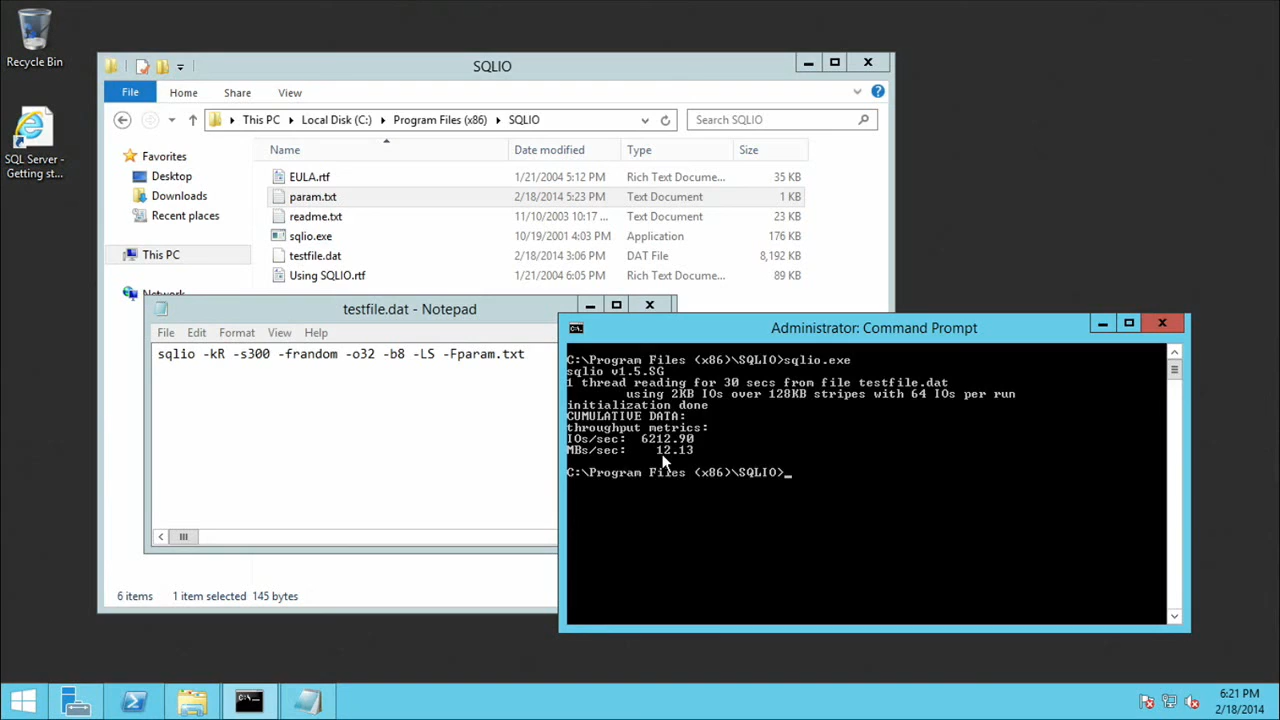 Recycle Bin
SQL Server -
Getting st...
SQLIO
File Home Share View
This PC Local Disk (C:) Program Files (x86) SQLIO
Search SQLIO
Name Date modified Type Size
Favorites
Desktop
Downloads
Recent places
This PC
Network
EULA.rtf 1/21/2004 5:12 PM Rich Text Docume... 35 KB
param.txt 2/18/2014 5:23 PM Text Document 1 KB
readme.txt 11/10/2003 10:17 ... Text Document 23 KB
sqlio.exe 10/19/2001 4:03 PM Application 176 KB
testfile.dat 2/18/2014 3:06 PM DAT File 8,192 KB
Using SQLIO.rtf 1/21/2004 6:05 PM Rich Text Docume... 89 KB
testfile.dat - Notepad
File Edit Format View Help
sqlio -kR -s300 -frandom -o32 -b8 -LS -Fparam.txt
Administrator: Command Prompt
C:\Program Files (x86)\SQLIO>sqlio.exe
sqlio v1.5.SG
1 thread reading for 30 secs from file testfile.dat
using 2KB IOs over 128KB stripes with 64 IOs per run
initialization done
CUMULATIVE DATA:
throughput metrics:
IOs/sec: 6212.90
MBs/sec: 12.13
C:\Program Files (x86)\SQLIO>_
6 items 1 item selected 145 bytes
6:21 PM
2/18/2014